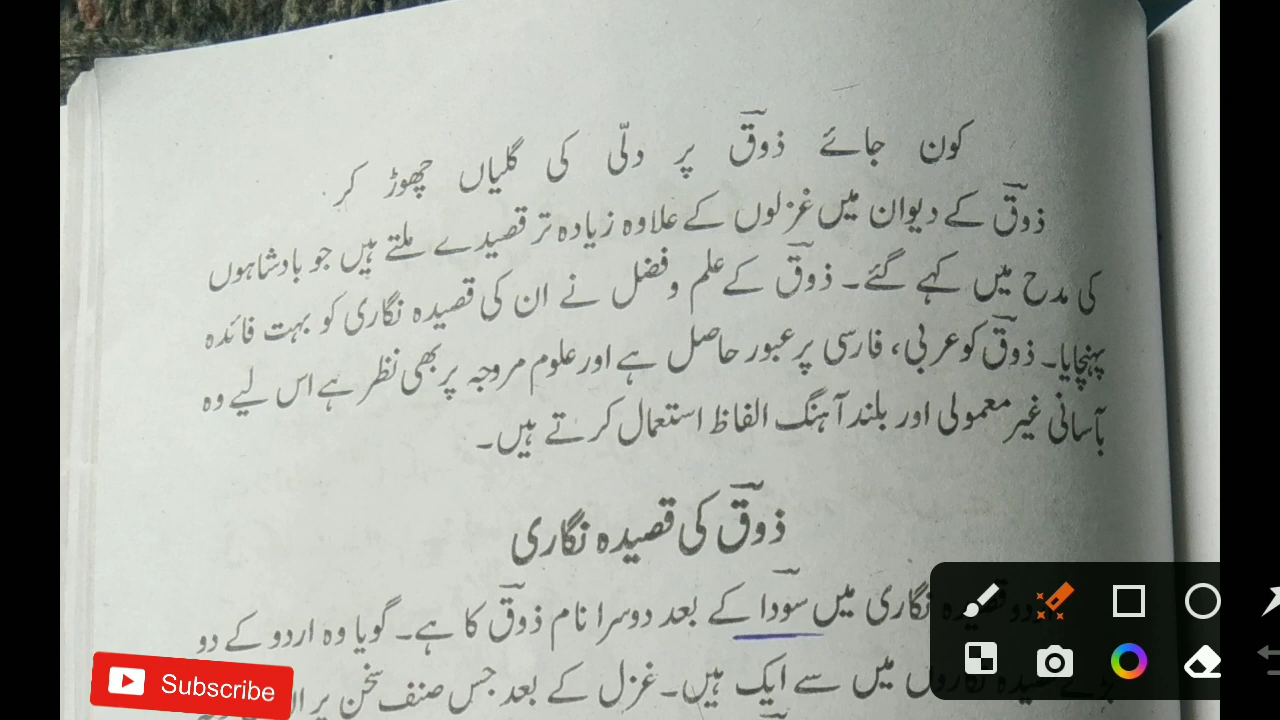 کون جائے ذوقؔ پر دلّی کی گلیاں چھوڑ کر
ذوقؔ کے دیوان میں غزلوں کے علاوہ زیادہ تر قصیدے ملتے ہیں جو بادشاہوں
کی مدح میں کہے گئے۔ ذوقؔ کے علم و فضل نے ان کی قصیدہ نگاری کو بہت فائدہ
پہنچایا۔ ذوقؔ کو عربی، فارسی پر عبور حاصل ہے اور علوم مروجہ پر بھی نظر ہے اس لیے وہ
بآسانی غیر معمولی اور بلند آہنگ الفاظ استعمال کرتے ہیں۔
ذوقؔ کی قصیدہ نگاری
نگاری میں سوؔدا کے بعد دوسرا نام ذوقؔ کا ہے۔ گویا وہ اردو کے دو
میں سے ایک ہیں۔ غزل کے بعد جس صنف سخن پر
Subscribe